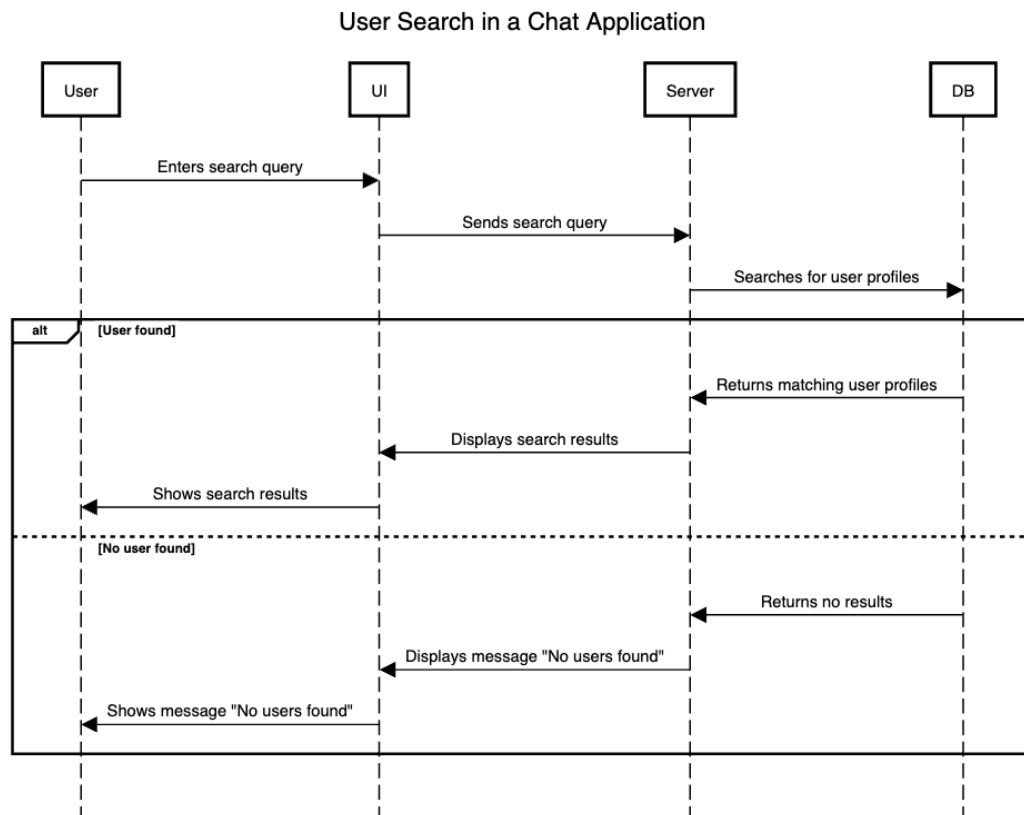 User Search in a Chat Application
User UI Server DB
Enters search query
Sends search query
Searches for user profiles
alt [User found]
Returns matching user profiles
Displays search results
Shows search results
[No user found]
Returns no results
Displays message "No users found"
Shows message "No users found"